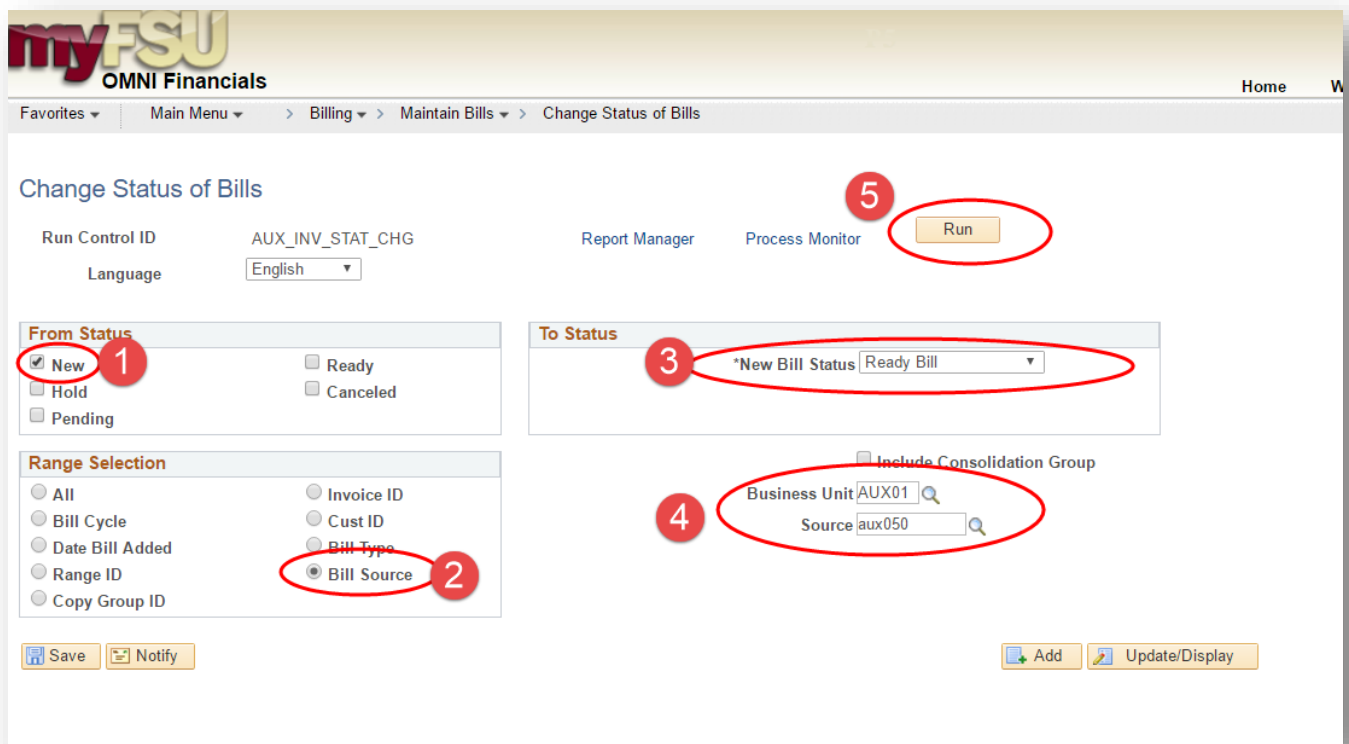 myFSU
OMNI Financials
Home W
Favorites Main Menu > Billing > Maintain Bills > Change Status of Bills
Change Status of Bills
5
Run Control ID AUX_INV_STAT_CHG Report Manager Process Monitor Run
Language English
From Status To Status
New 1 Ready 3 *New Bill Status Ready Bill
Hold Canceled
Pending
Range Selection Include Consolidation Group
All Invoice ID Business Unit AUX01
Bill Cycle Cust ID 4 Source aux050
Date Bill Added Bill Type
Range ID Bill Source 2
Copy Group ID
Save Notify Add Update/Display